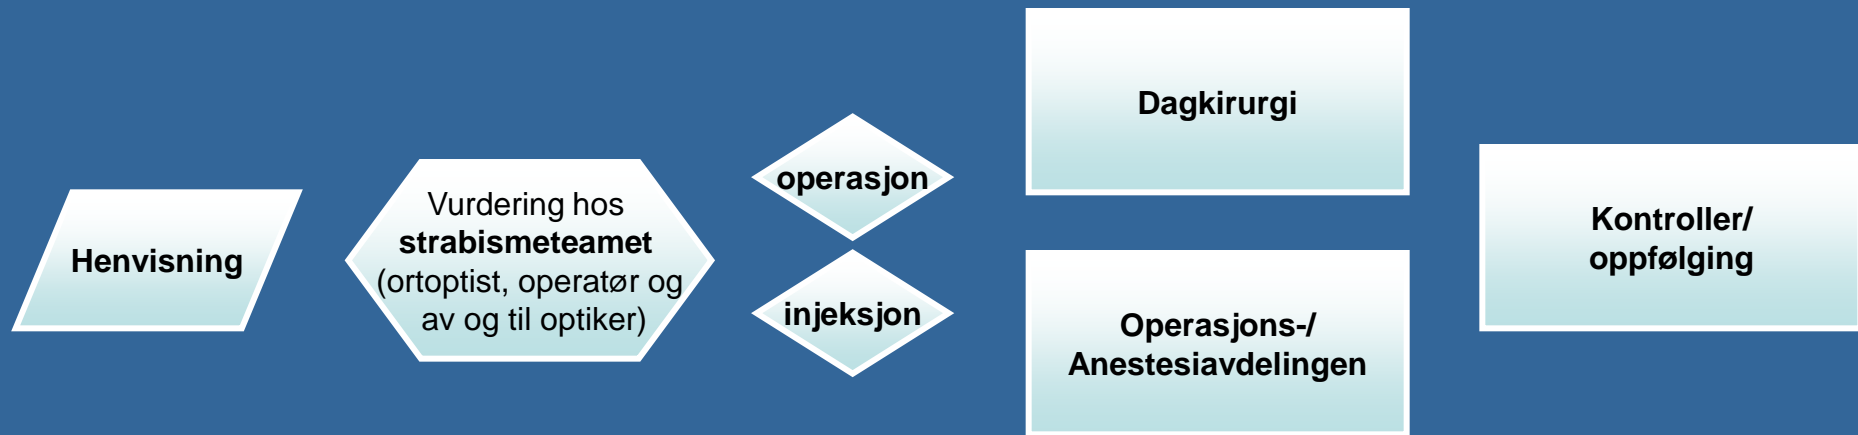 Henvisning
Vurdering hos
strabismeteamet
(ortoptist, operatør og
av og til optiker)
operasjon
injeksjon
Dagkirurgi
Operasjons-/
Anestesiavdelingen
Kontroller/
oppfølging